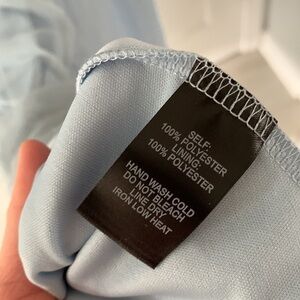 SELF:
100% POLYESTER
LINING:
100% POLYESTER
HAND WASH COLD
DO NOT BLEACH
LINE DRY
IRON LOW HEAT